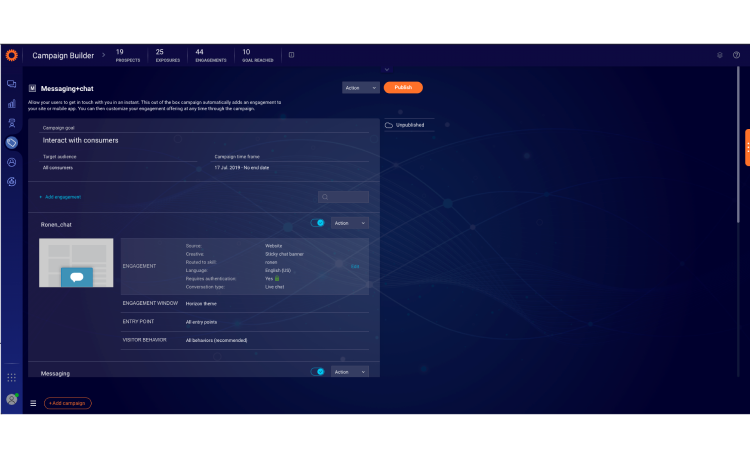 Campaign Builder >
19 PROSPECTS
25 EXPOSURES
44 ENGAGEMENTS
10 GOAL REACHED
Messaging+chat
Action
Publish
Allow your users to get in touch with you in an instant. This out of the box campaign automatically adds an engagement to
your site or mobile app. You can then customize your engagement offering at any time through the campaign.
Unpublished
Campaign goal
Interact with consumers
Target audience
Campaign time frame
All consumers
17 Jul. 2019 - No end date
+ Add engagement
Ronen_chat
Action
ENGAGEMENT
Source: Website
Creative: Sticky chat banner
Routed to skill: ronen
Language: English (US)
Requires authentication: Yes
Conversation type: Live chat
ENGAGEMENT WINDOW Horizon theme
ENTRY POINT All entry points
VISITOR BEHAVIOR All behaviors (recommended)
Messaging
Action
+Add campaign